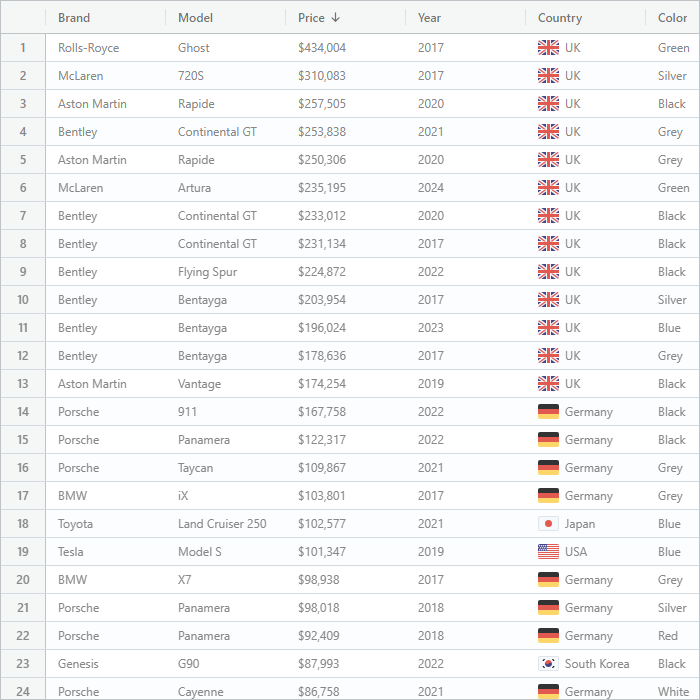 Brand Model Price ↓ Year Country Color
1 Rolls-Royce Ghost $434,004 2017 UK Green
2 McLaren 720S $310,083 2017 UK Silver
3 Aston Martin Rapide $257,505 2020 UK Black
4 Bentley Continental GT $253,838 2021 UK Grey
5 Aston Martin Rapide $250,306 2020 UK Grey
6 McLaren Artura $235,195 2024 UK Green
7 Bentley Continental GT $233,012 2020 UK Black
8 Bentley Continental GT $231,134 2017 UK Black
9 Bentley Flying Spur $224,872 2022 UK Black
10 Bentley Bentayga $203,954 2017 UK Silver
11 Bentley Bentayga $196,024 2023 UK Blue
12 Bentley Bentayga $178,636 2017 UK Grey
13 Aston Martin Vantage $174,254 2019 UK Black
14 Porsche 911 $167,758 2022 Germany Black
15 Porsche Panamera $122,317 2022 Germany Black
16 Porsche Taycan $109,867 2021 Germany Grey
17 BMW iX $103,801 2017 Germany Grey
18 Toyota Land Cruiser 250 $102,577 2021 Japan Blue
19 Tesla Model S $101,347 2019 USA Blue
20 BMW X7 $98,938 2017 Germany Grey
21 Porsche Panamera $98,018 2018 Germany Silver
22 Porsche Panamera $92,409 2018 Germany Red
23 Genesis G90 $87,993 2022 South Korea Black
24 Porsche Cayenne $86,758 2021 Germany White